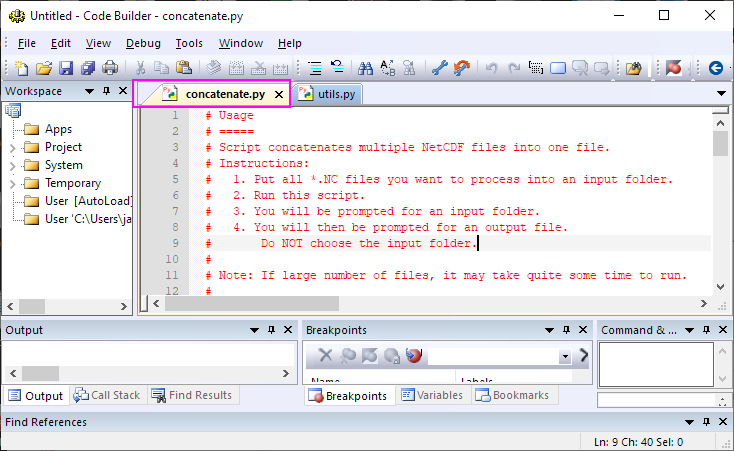 Untitled - Code Builder - concatenate.py
File Edit View Debug Tools Window Help
Workspace
concatenate.py
utils.py
Apps
Project
System
Temporary
User [AutoLoad]
User 'C:\Users\ja
1 # Usage
2 # =====
3 # Script concatenates multiple NetCDF files into one file.
4 # Instructions:
5 # 1. Put all *.NC files you want to process into an input folder.
6 # 2. Run this script.
7 # 3. You will be prompted for an input folder.
8 # 4. You will then be prompted for an output file.
9 # Do NOT choose the input folder.
10 #
11 # Note: If large number of files, it may take quite some time to run.
12 #
Output
Breakpoints
Command & ...
Name Labels
Output Call Stack Find Results
Breakpoints Variables Bookmarks
Find References
Ln: 9 Ch: 40 Sel: 0